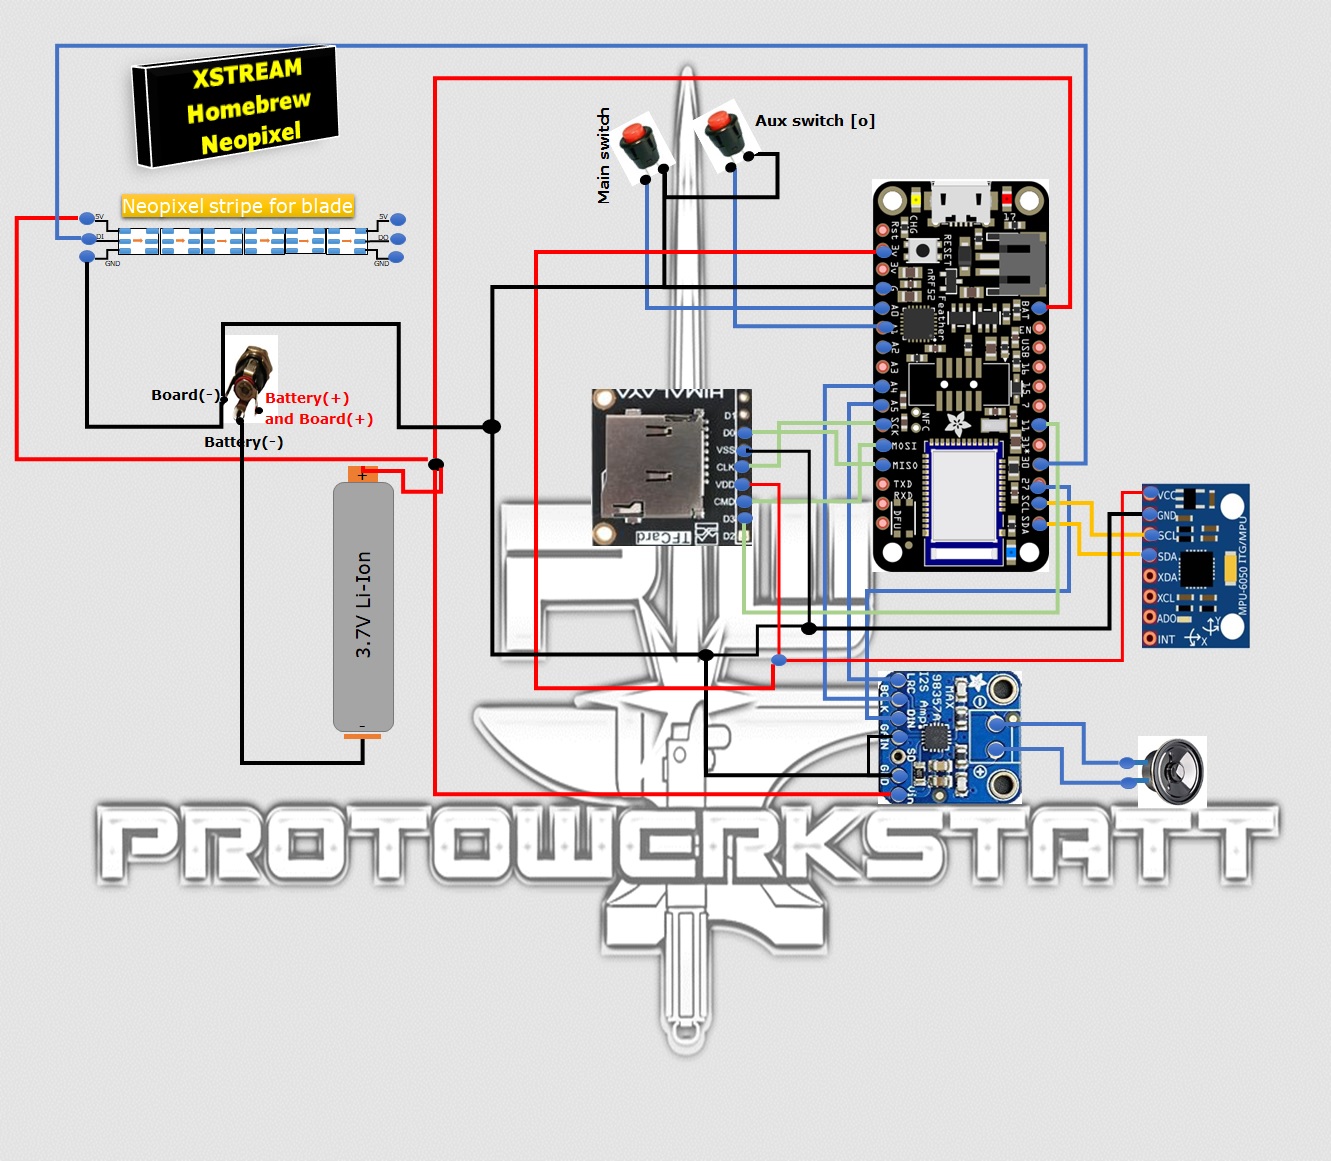 XSTREAM
Homebrew
Neopixel
Main switch
Aux switch [o]
Neopixel stripe for blade
5V
DI
GND
5V
DO
GND
Board(-)
Battery(+)
and Board(+)
Battery(-)
+
3.7V Li-Ion
-
HIMALAYA
D1
D0
VSS
CLK
VDD
CMD
D3
D2
TFCard
CHG
RESET
17
nRF52
Feather
Rst
3v
G
A0
A2
A3
A4
A5
SCK
MOSI
MISO
TXD
RXD
DFU
NFC
BAT
EN
USB
16
15
7
11
31*
30
27
SCL
SDA
VCC
GND
SCL
SDA
XDA
XCL
ADO
INT
MPU-6050 ITG/MPU
Y
X
LRC
BCLK
DIN
GAIN
SD
GND
Vin
MAX
98357A
I2S Amp
PROTOWERKSTATT